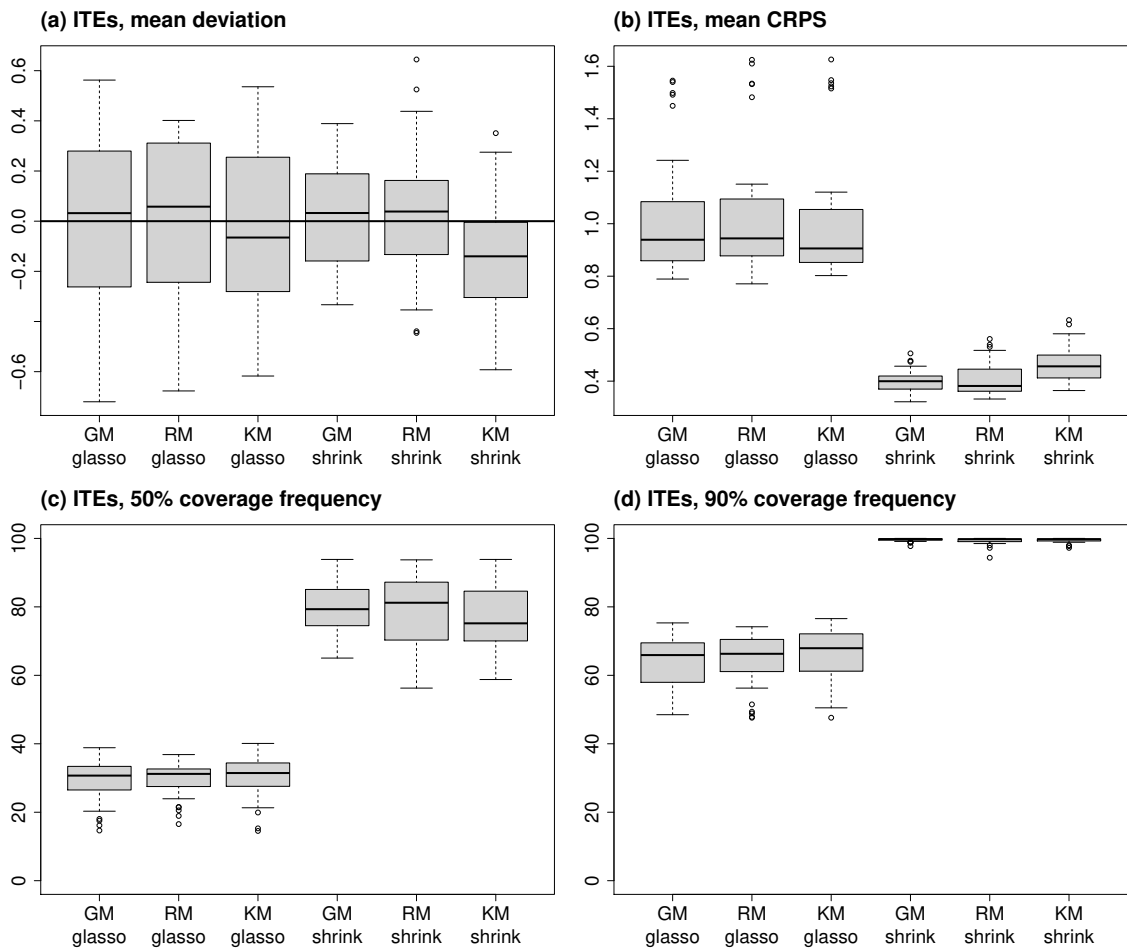 (a) ITEs, mean deviation
0.6
0.4
0.2
0.0
−0.2
−0.6
GM RM KM GM RM KM
glasso glasso glasso shrink shrink shrink
(b) ITEs, mean CRPS
1.6
1.4
1.2
1.0
0.8
0.6
0.4
GM RM KM GM RM KM
glasso glasso glasso shrink shrink shrink
(c) ITEs, 50% coverage frequency
100
80
60
40
20
0
GM RM KM GM RM KM
glasso glasso glasso shrink shrink shrink
(d) ITEs, 90% coverage frequency
100
80
60
40
20
0
GM RM KM GM RM KM
glasso glasso glasso shrink shrink shrink